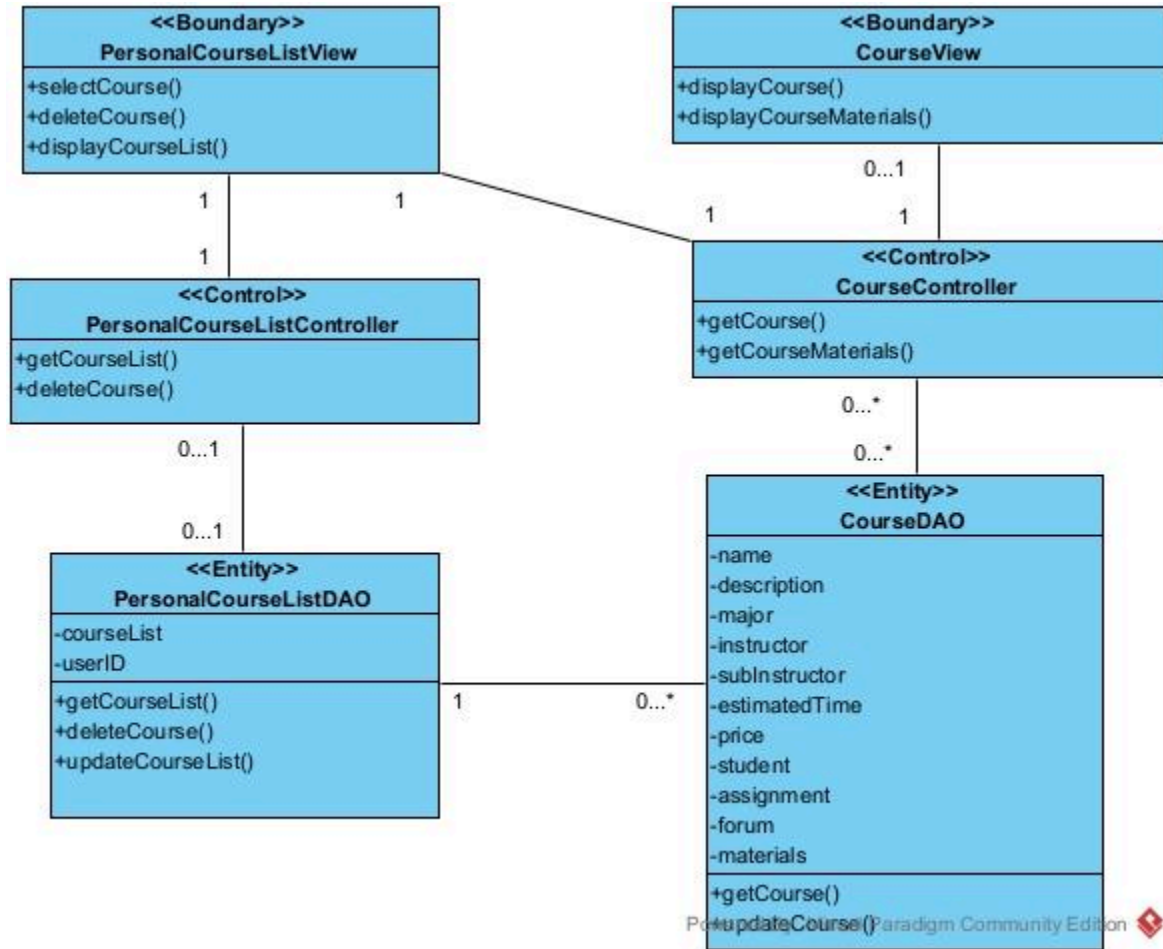 <<Boundary>>
PersonalCourseListView
+selectCourse()
+deleteCourse()
+displayCourseList()
<<Boundary>>
CourseView
+displayCourse()
+displayCourseMaterials()
1
1
1
1
0...1
1
<<Control>>
PersonalCourseListController
+getCourseList()
+deleteCourse()
<<Control>>
CourseController
+getCourse()
+getCourseMaterials()
0...1
0...1
0...*
0...*
<<Entity>>
PersonalCourseListDAO
-courseList
-userID
+getCourseList()
+deleteCourse()
+updateCourseList()
1
0...*
<<Entity>>
CourseDAO
-name
-description
-major
-instructor
-subInstructor
-estimatedTime
-price
-student
-assignment
-forum
-materials
+getCourse()
+updateCourse()
Paradigm Community Edition